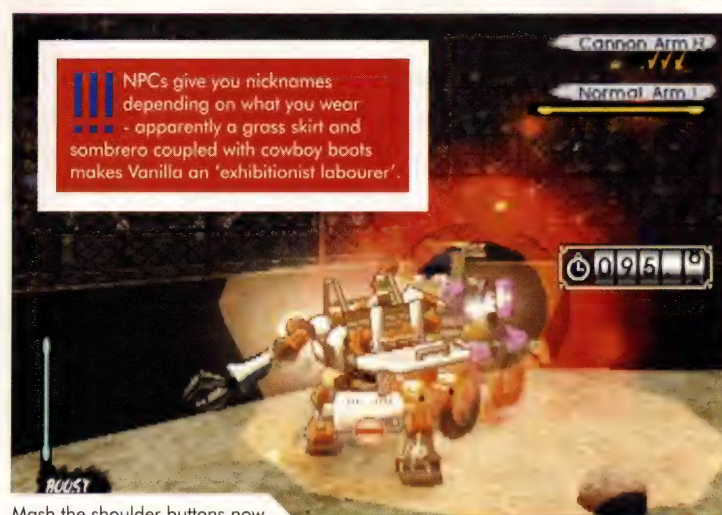 !!! NPCs give you nicknames
depending on what you wear
- apparently a grass skirt and
sombrero coupled with cowboy boots
makes Vanilla an 'exhibitionist labourer'.
Cannon Arm R
Normal Arm L
095
BOOST
Mash the shoulder buttons now